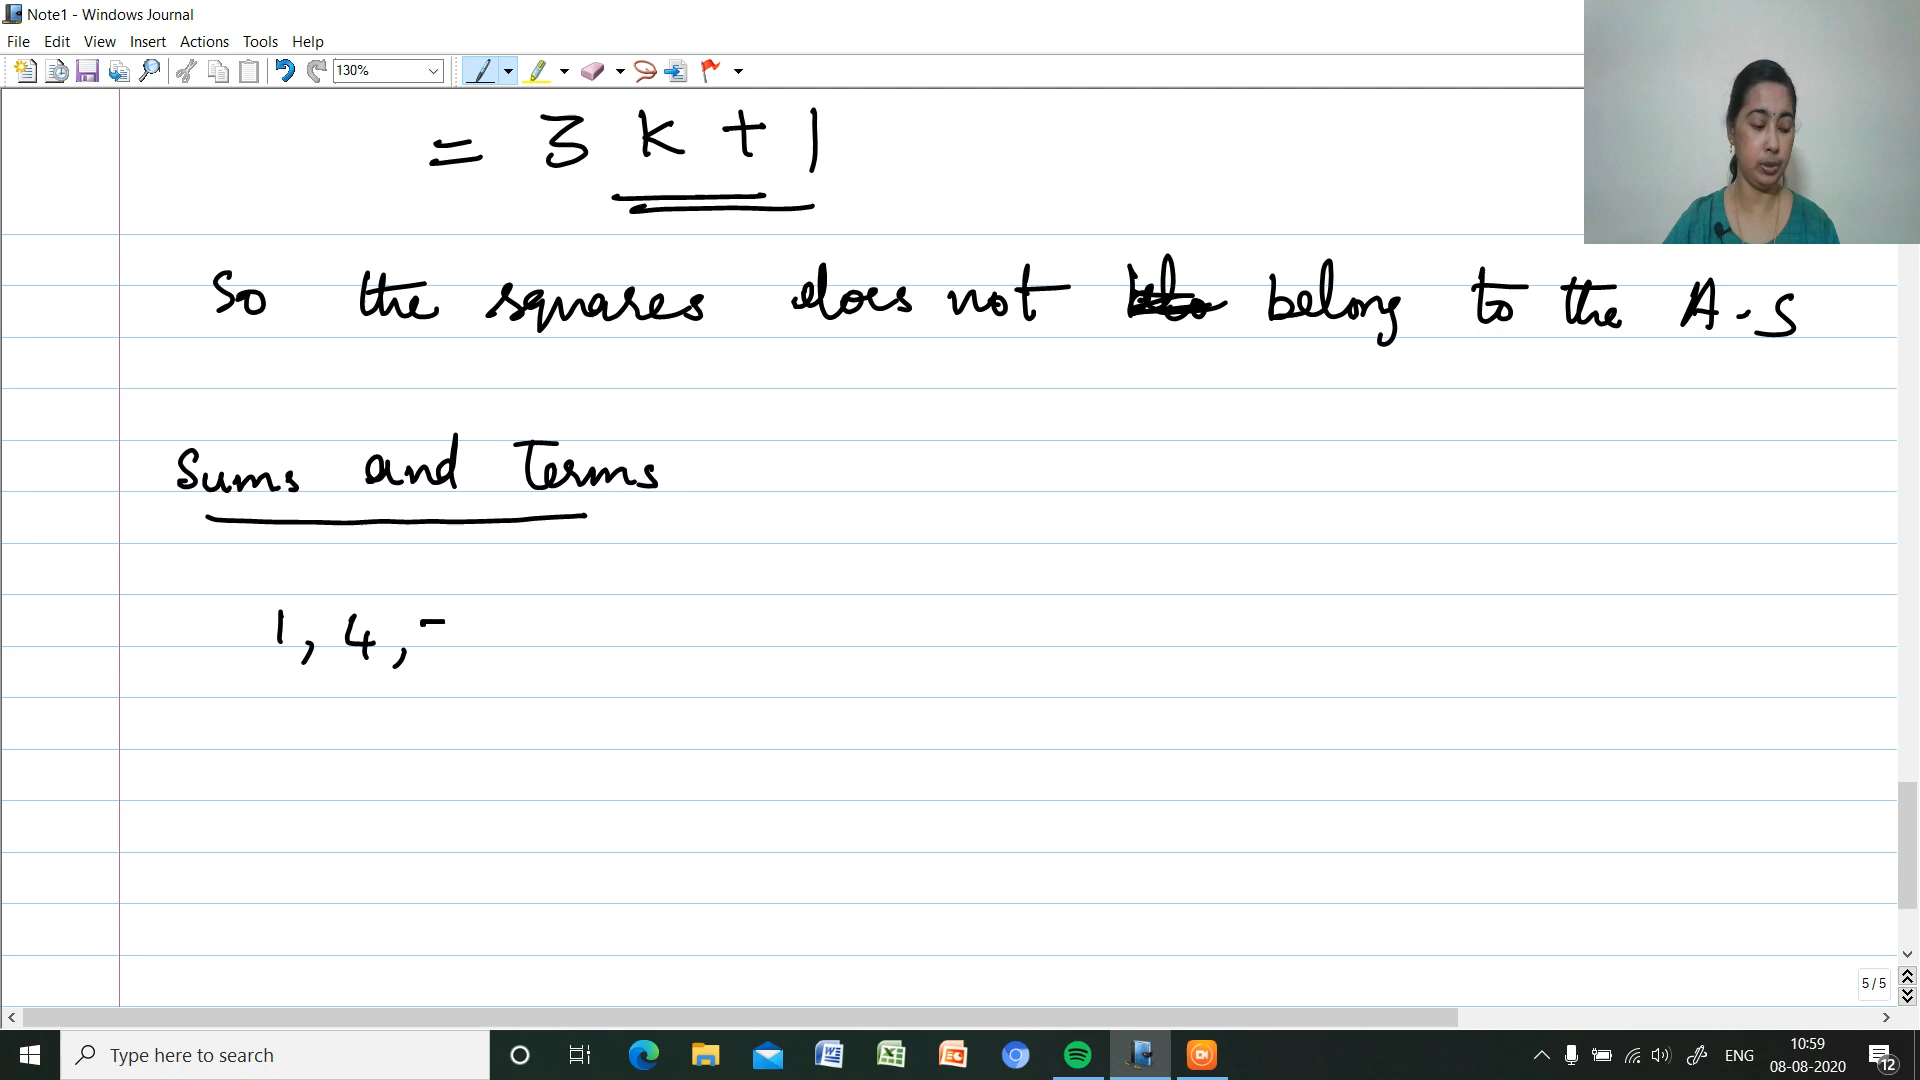 Note1 - Windows Journal
File Edit View Insert Actions Tools Help
130%
= 3 k + 1
So the squares does not belong to the A.S
Sums and Terms
1, 4,
5 / 5
Type here to search
ENG
10:59
08-08-2020
12